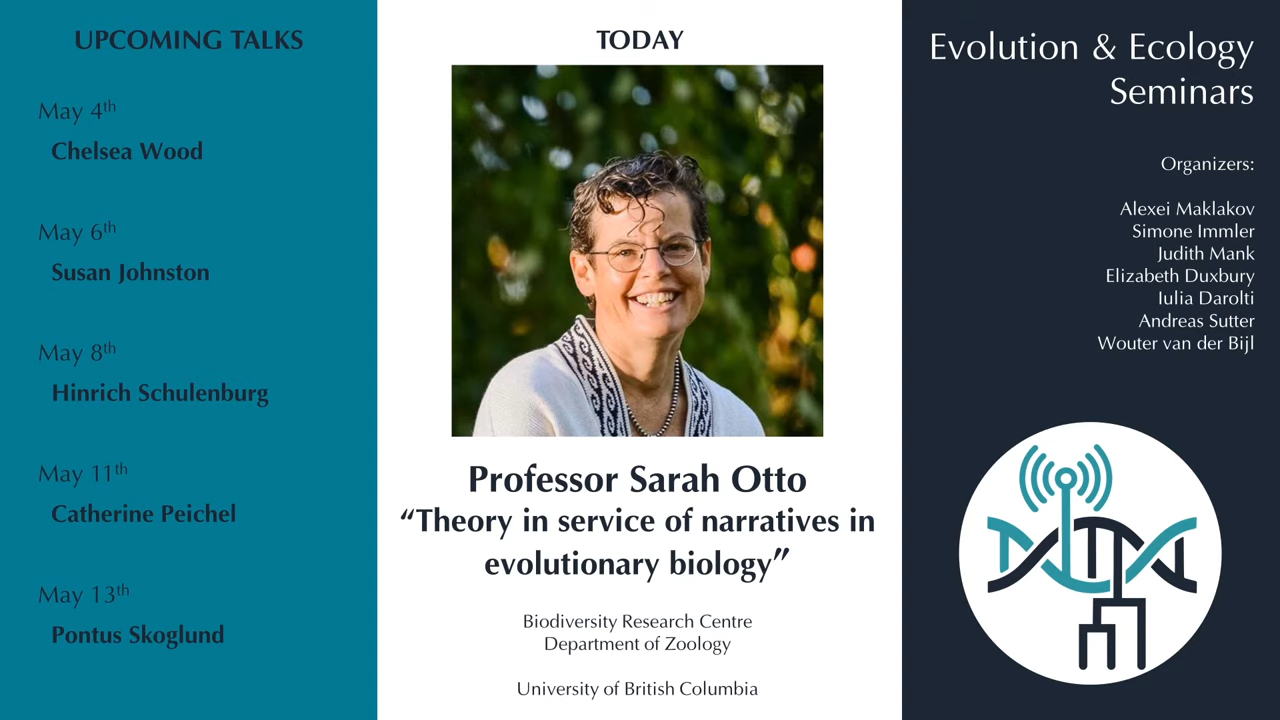 UPCOMING TALKS
May 4th
Chelsea Wood
May 6th
Susan Johnston
May 8th
Hinrich Schulenburg
May 11th
Catherine Peichel
May 13th
Pontus Skoglund
TODAY
Professor Sarah Otto
“Theory in service of narratives in
evolutionary biology”
Biodiversity Research Centre
Department of Zoology
University of British Columbia
Evolution & Ecology
Seminars
Organizers:
Alexei Maklakov
Simone Immler
Judith Mank
Elizabeth Duxbury
Iulia Darolti
Andreas Sutter
Wouter van der Bijl